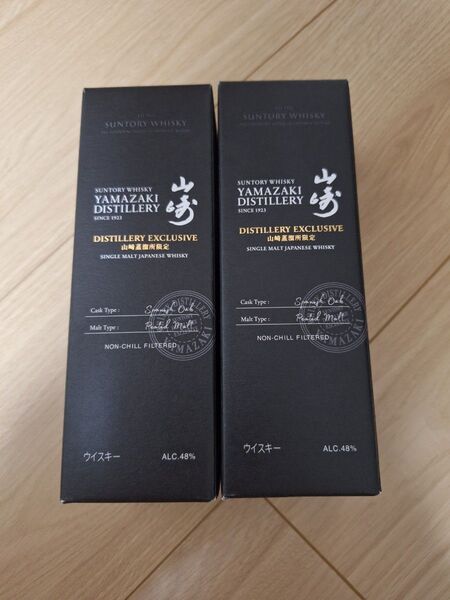 SUNTORY WHISKY
SUNTORY WHISKY
YAMAZAKI
DISTILLERY
SINCE 1923
山崎
DISTILLERY EXCLUSIVE
山崎蒸溜所限定
SINGLE MALT JAPANESE WHISKY
Cask Type : Spanish Oak
Malt Type : Peated Malt
NON-CHILL FILTERED
DISTILLERY
YAMAZAKI
ウイスキー ALC.48%
SUNTORY WHISKY
SUNTORY WHISKY
YAMAZAKI
DISTILLERY
SINCE 1923
山崎
DISTILLERY EXCLUSIVE
山崎蒸溜所限定
SINGLE MALT JAPANESE WHISKY
Cask Type : Spanish Oak
Malt Type : Peated Malt
NON-CHILL FILTERED
DISTILLERY
YAMAZAKI
ウイスキー ALC.48%